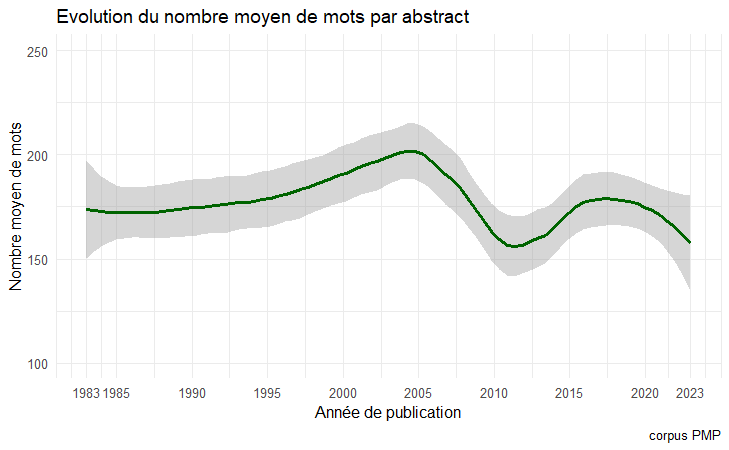 Evolution du nombre moyen de mots par abstract
Nombre moyen de mots
250
200
150
100
1983 1985 1990 1995 2000 2005 2010 2015 2020 2023
Année de publication
corpus PMP